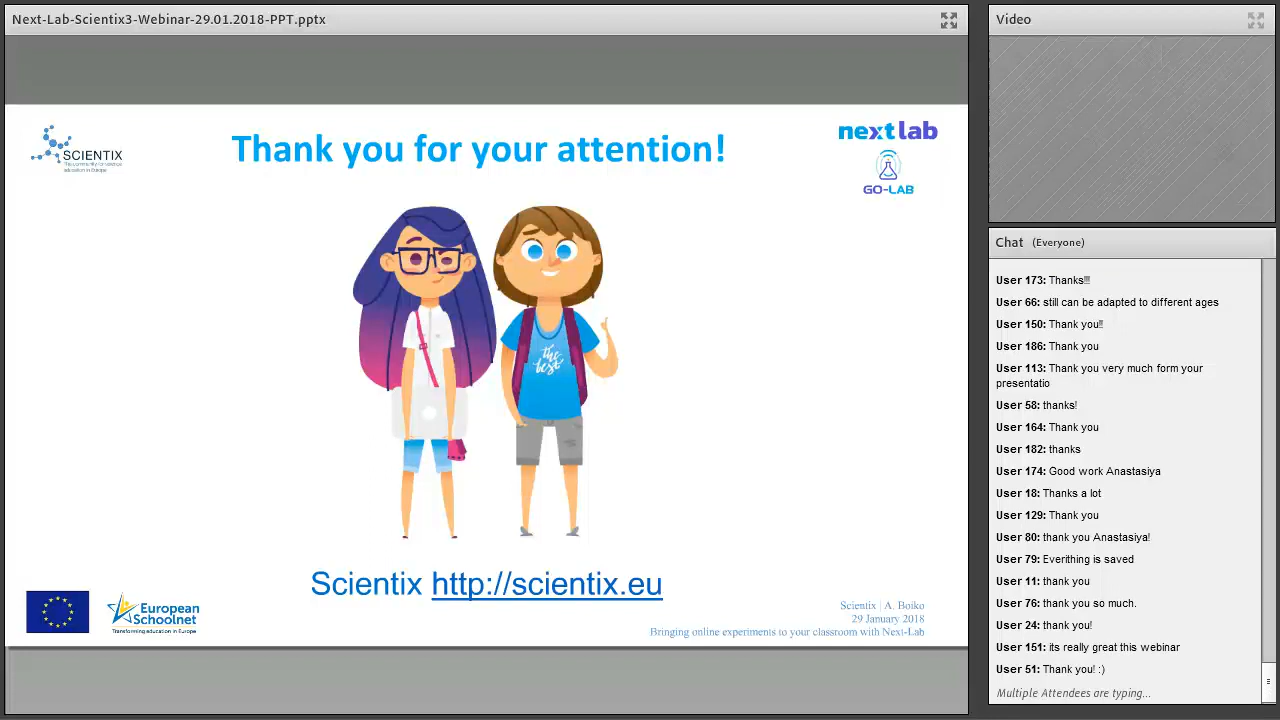 Next-Lab-Scientix3-Webinar-29.01.2018-PPT.pptx
SCIENTIX
The community for science
education in Europe
Thank you for your attention!
next lab
GO-LAB
the
best
Scientix http://scientix.eu
European
Schoolnet
Transforming education in Europe
Scientix | A. Boiko
29 January 2018
Bringing online experiments to your classroom with Next-Lab
Video
Chat (Everyone)
User 173: Thanks!!!
User 66: still can be adapted to different ages
User 150: Thank you!!
User 186: Thank you
User 113: Thank you very much form your
presentatio
User 58: thanks!
User 164: Thank you
User 182: thanks
User 174: Good work Anastasiya
User 18: Thanks a lot
User 129: Thank you
User 80: thank you Anastasiya!
User 79: Everithing is saved
User 11: thank you
User 76: thank you so much.
User 24: thank you!
User 151: its really great this webinar
User 51: Thank you! :)
Multiple Attendees are typing...